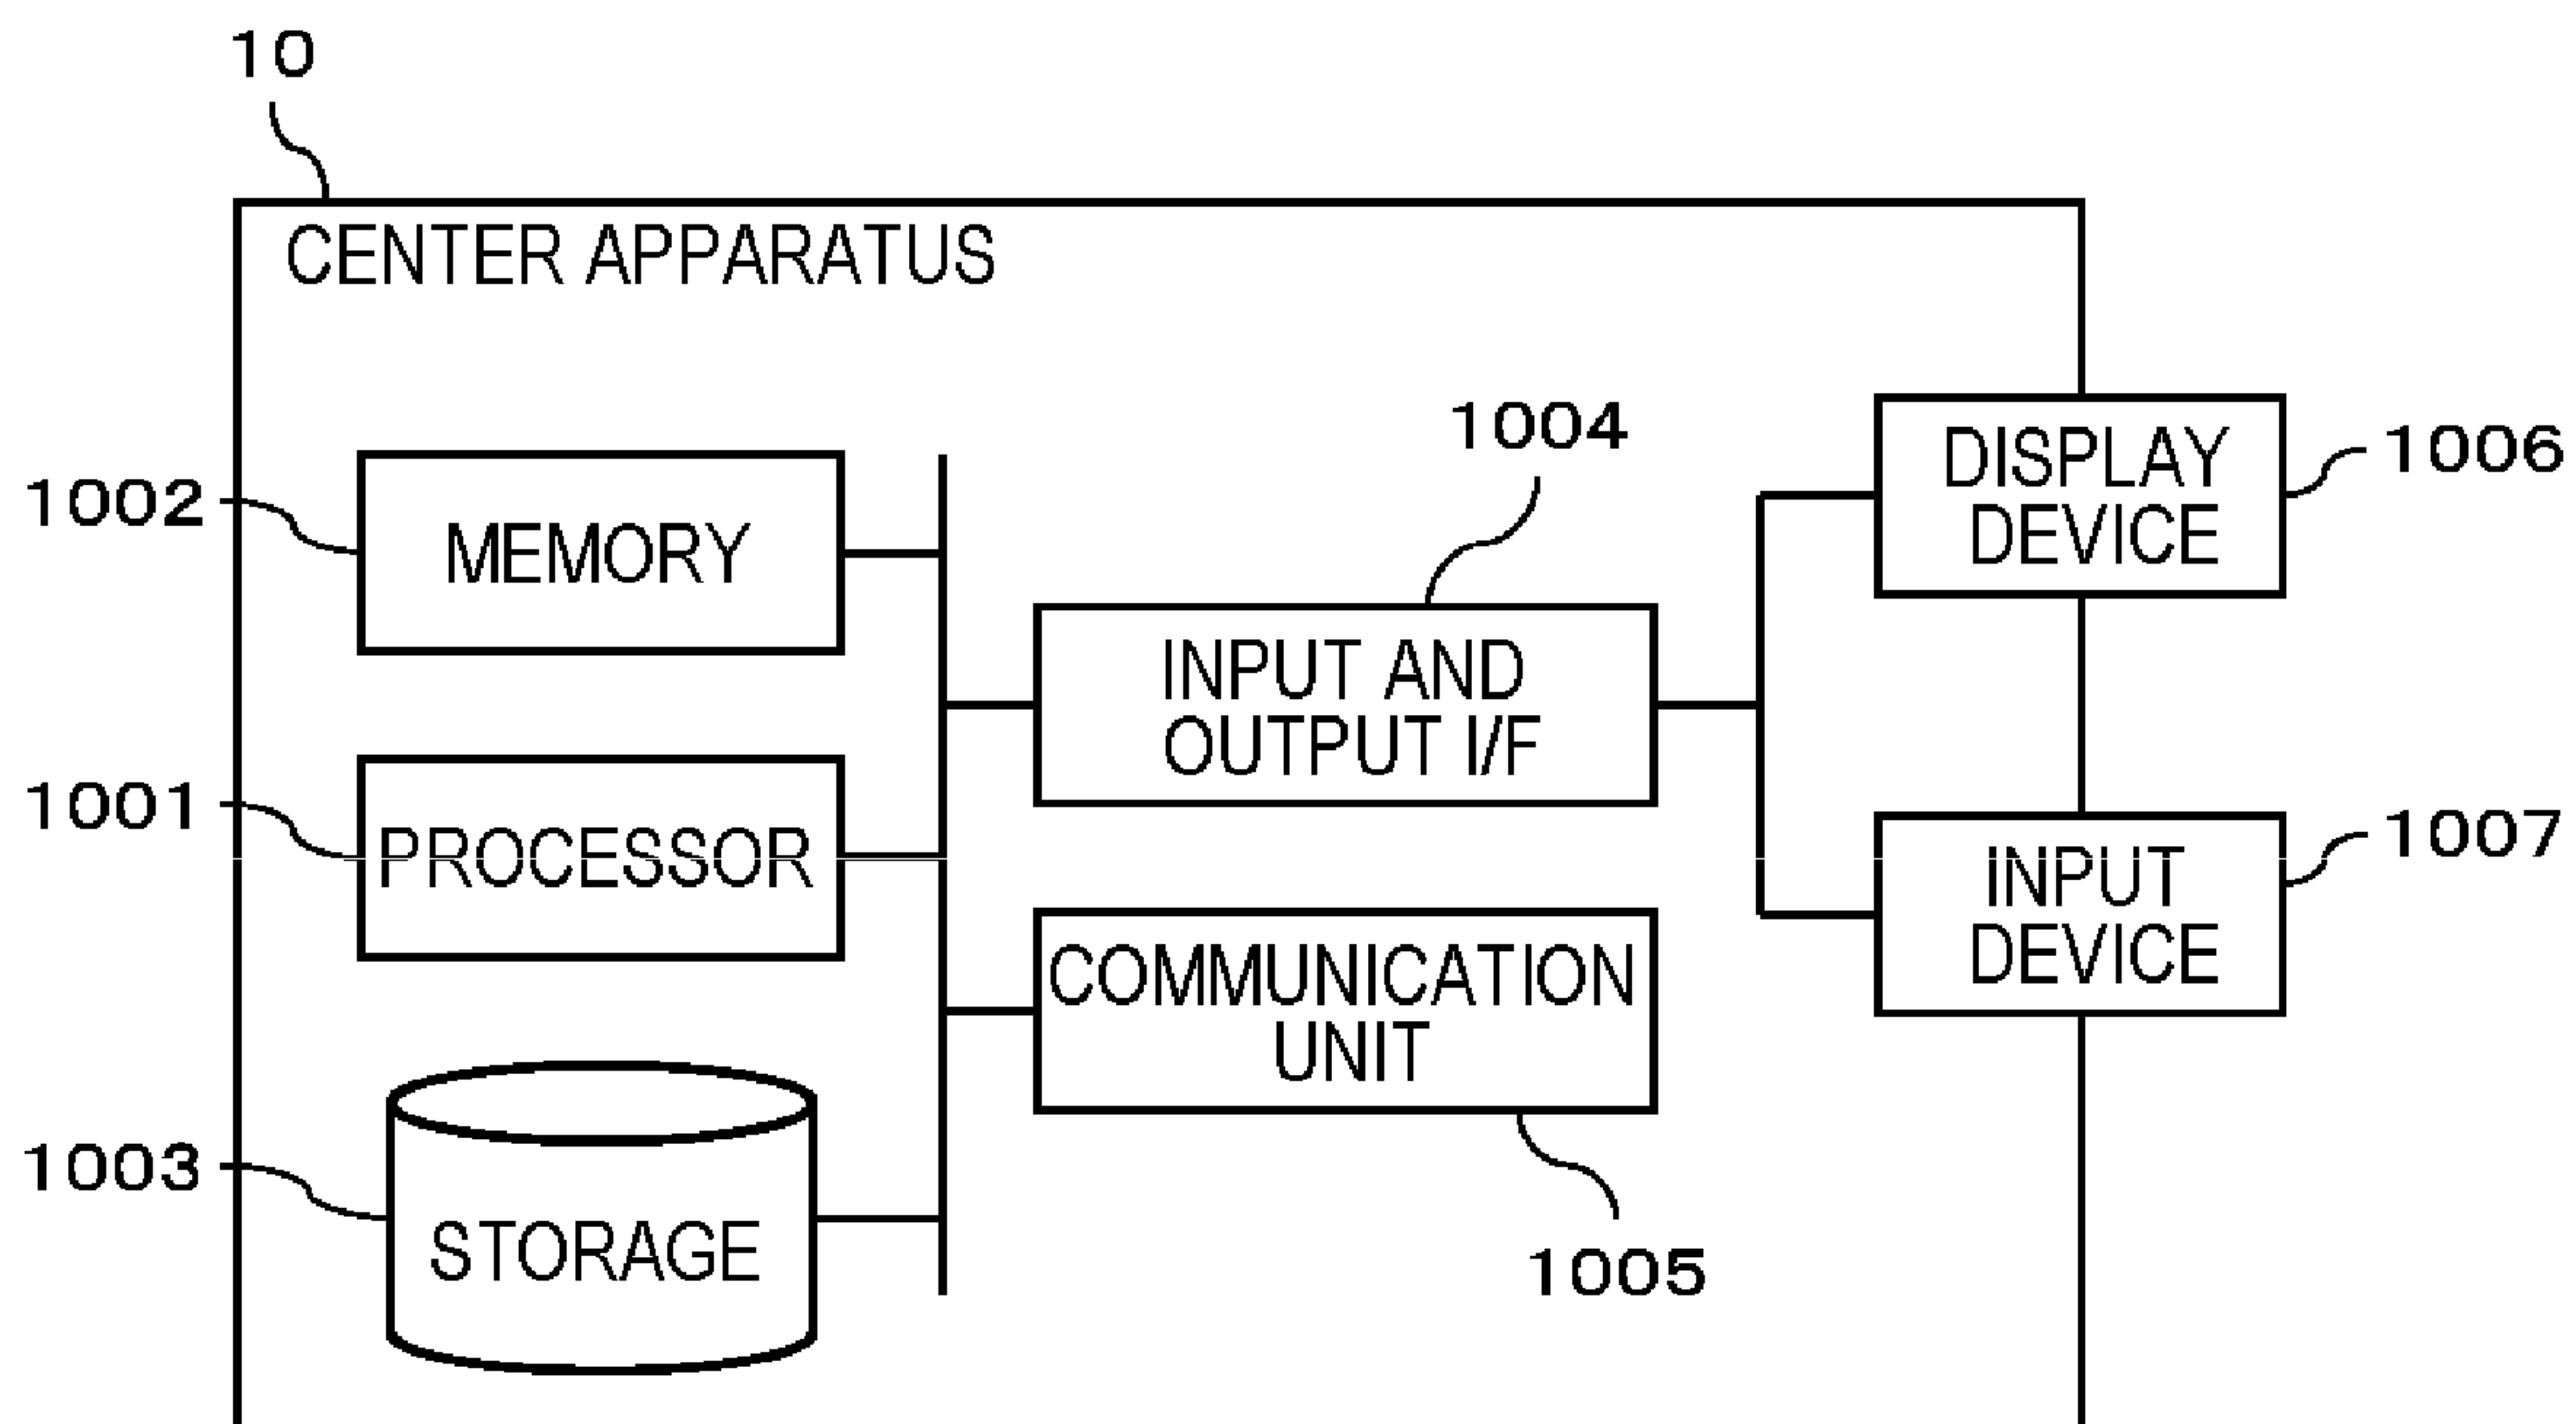 10
CENTER APPARATUS
1004
1002
MEMORY
DISPLAY
DEVICE
1006
INPUT AND
OUTPUT I/F
1001
PROCESSOR
1007
INPUT
DEVICE
COMMUNICATION
UNIT
1003
STORAGE
1005